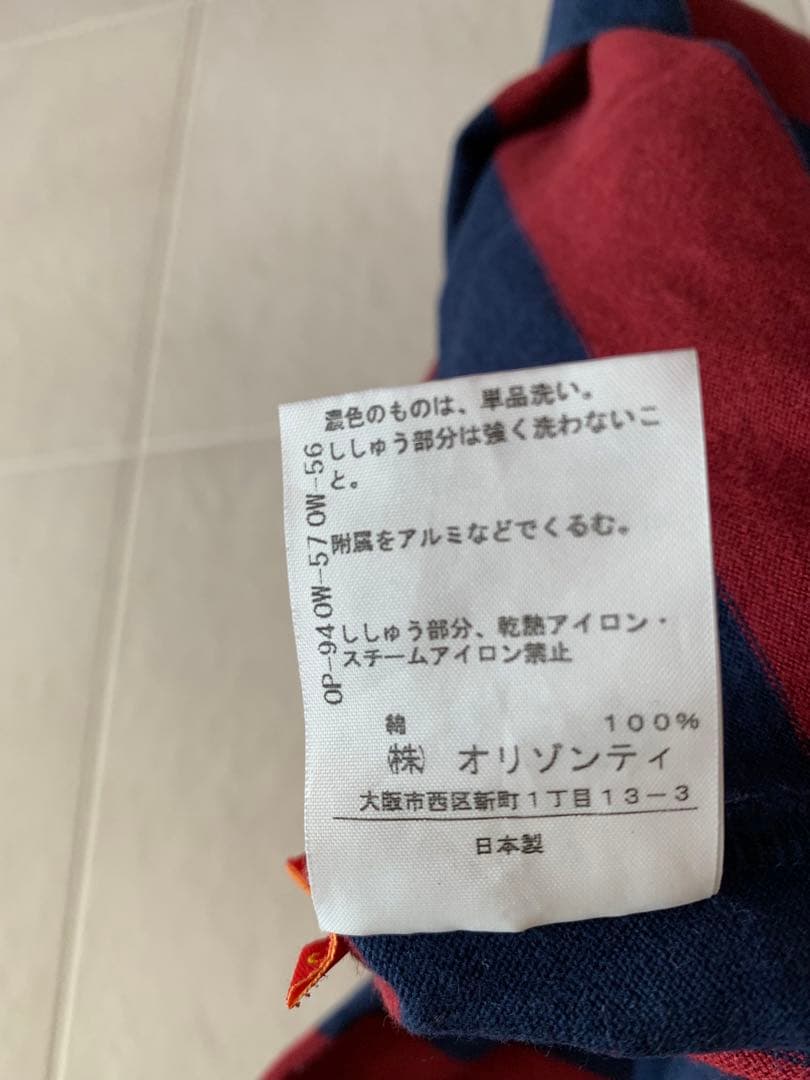 濃色のものは、単品洗い。
ししゅう部分は強く洗わないこ
と。
附属をアルミなどでくるむ。
ししゅう部分、乾熱アイロン・
スチームアイロン禁止
綿 100%
㈱ オリゾンティ
大阪市西区新町1丁目13-3
日本製
OP-94 OW-57 OW-56